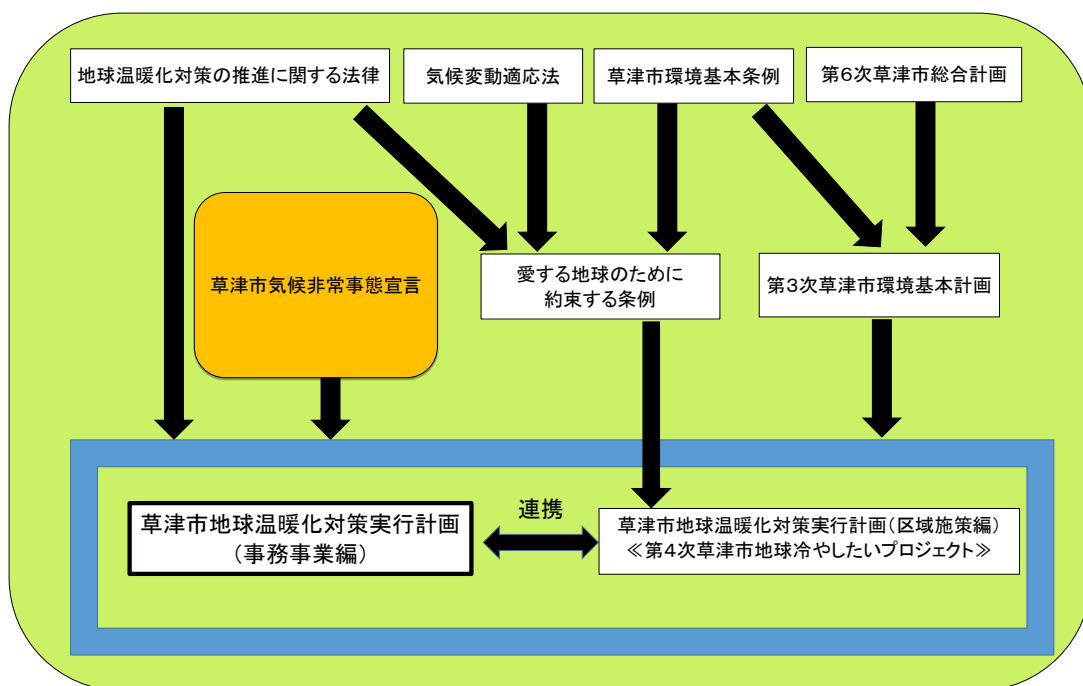 地球温暖化対策の推進に関する法律
気候変動適応法
草津市環境基本条例
第6次草津市総合計画
草津市気候非常事態宣言
愛する地球のために
約束する条例
第3次草津市環境基本計画
草津市地球温暖化対策実行計画
(事務事業編)
連携
草津市地球温暖化対策実行計画(区域施策編)
≪第4次草津市地球冷やしたいプロジェクト≫